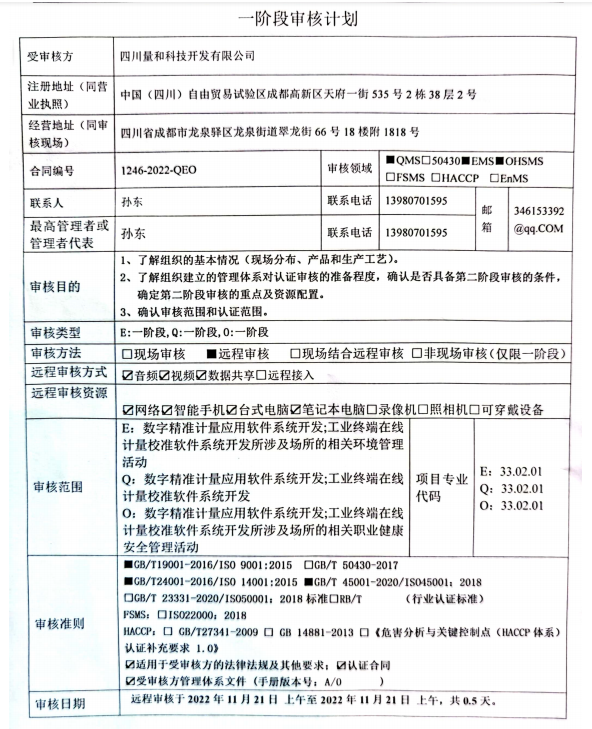 一阶段审核计划
受审核方 四川量和科技开发有限公司
注册地址（同营业执照） 中国（四川）自由贸易试验区成都高新区天府一街 535 号 2 栋 38 层 2 号
经营地址（同审核现场） 四川省成都市龙泉驿区龙泉街道翠龙街 66 号 18 楼附 1818 号
合同编号 1246-2022-QEO 审核领域 ■QMS□50430■EMS■OHSMS
□FSMS □HACCP □EnMS
联系人 孙东 联系电话 13980701595 邮箱 346153392
@qq.COM
最高管理者或管理者代表 孙东 联系电话 13980701595
审核目的
1、了解组织的基本情况（现场分布、产品和生产工艺）。
2、了解组织建立的管理体系对认证审核的准备程度，确认是否具备第二阶段审核的条件，
确定第二阶段审核的重点及资源配置。
3、确认审核范围和认证范围。
审核类型 E:一阶段,Q:一阶段,O:一阶段
审核方法 □现场审核 ■远程审核 □现场结合远程审核 □非现场审核(仅限一阶段)
远程审核方式 ☑音频☑视频☑数据共享□远程接入
远程审核资源
☑网络☑智能手机☑台式电脑☑笔记本电脑□录像机□照相机□可穿戴设备
审核范围
E：数字精准计量应用软件系统开发;工业终端在线
计量校准软件系统开发所涉及场所的相关环境管理
活动
Q：数字精准计量应用软件系统开发;工业终端在线
计量校准软件系统开发
O：数字精准计量应用软件系统开发;工业终端在线
计量校准软件系统开发所涉及场所的相关职业健康
安全管理活动
项目专业
代码
E：33.02.01
Q：33.02.01
O：33.02.01
审核准则
■GB/T19001-2016/ISO 9001:2015 □GB/T 50430-2017
■GB/T24001-2016/ISO 14001:2015 ■GB/T 45001-2020/ISO45001：2018
□GB/T 23331-2020/ISO50001：2018 标准□RB/T （行业认证标准）
FSMS：□ISO22000：2018
HACCP：□ GB/T27341-2009 □ GB 14881-2013 □《危害分析与关键控制点（HACCP 体系）
认证补充要求 1.0》
☑适用于受审核方的法律法规及其他要求；☑认证合同
☑受审核方管理体系文件（手册版本号：A/0 ）
审核日期 远程审核于 2022 年 11 月 21 日 上午至 2022 年 11 月 21 日 上午，共 0.5 天。